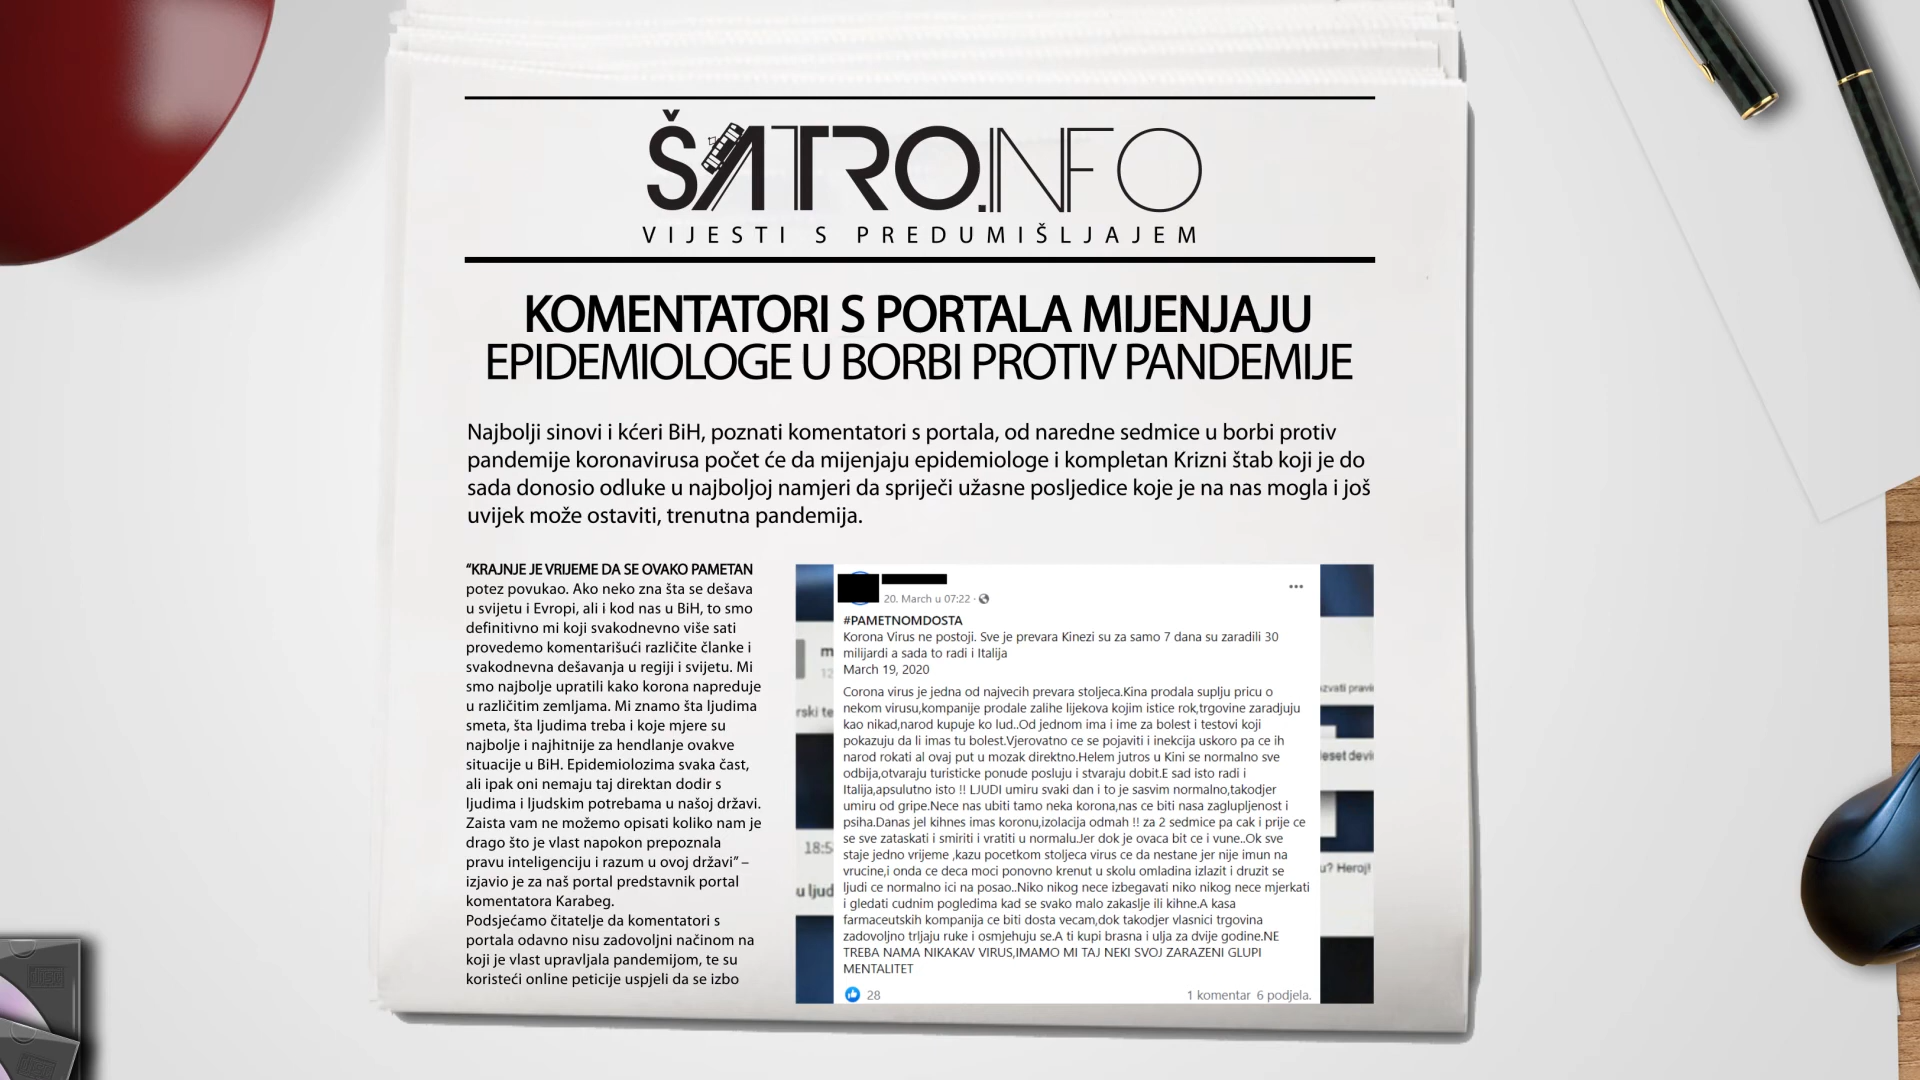 ŠATRO.INFO
VIJESTI S PREDUMIŠLJAJEM
KOMENTATORI S PORTALA MIJENJAJU
EPIDEMIOLOGE U BORBI PROTIV PANDEMIJE
Najbolji sinovi i kćeri BiH, poznati komentatori s portala, od naredne sedmice u borbi protiv
pandemije koronavirusa počet će da mijenjaju epidemiologe i kompletan Krizni štab koji je do
sada donosio odluke u najboljoj namjeri da spriječi užasne posljedice koje je na nas mogla i još
uvijek može ostaviti, trenutna pandemija.
“KRAJNJE JE VRIJEME DA SE OVAKO PAMETAN
potez povukao. Ako neko zna šta se dešava
u svijetu i Evropi, ali i kod nas u BiH, to smo
definitivno mi koji svakodnevno više sati
provedemo komentarišući različite članke i
svakodnevna dešavanja u regiji i svijetu. Mi
smo najbolje upratili kako korona napreduje
u različitim zemljama. Mi znamo šta ljudima
smeta, šta ljudima treba i koje mjere su
najbolje i najhitnije za hendlanje ovakve
situacije u BiH. Epidemiolozima svaka čast,
ali ipak oni nemaju taj direktan dodir s
ljudima i ljudskim potrebama u našoj državi.
Zaista vam ne možemo opisati koliko nam je
drago što je vlast napokon prepoznala
pravu inteligenciju i razum u ovoj državi” –
izjavio je za naš portal predstavnik portal
komentatora Karabeg.
Podsjećamo čitatelje da komentatori s
portala odavno nisu zadovoljni načinom na
koji je vlast upravljala pandemijom, te su
koristeći online peticije uspjeli da se izbo
20. March u 07:22 ·
#PAMETNOMDOSTA
Korona Virus ne postoji. Sve je prevara Kinezi su za samo 7 dana su zaradili 30
milijardi a sada to radi i Italija
March 19, 2020
Corona virus je jedna od najvecih prevara stoljeca.Kina prodala suplju pricu o
nekom virusu,kompanije prodale zalihe lijekova kojim istice rok,trgovine zaradjuju
kao nikad,narod kupuje ko lud..Od jednom ima i ime za bolest i testovi koji
pokazuju da li imas tu bolest.Vjerovatno ce se pojaviti i inekcija uskoro pa ce ih
narod rokati al ovaj put u mozak direktno.Helem jutros u Kini se normalno sve
odbija,otvaraju turisticke ponude posluju i stvaraju dobit.E sad isto radi i
Italija,apsulutno isto !! LJUDI umiru svaki dan i to je sasvim normalno,takodjer
umiru od gripe.Nece nas ubiti tamo neka korona,nas ce biti nasa zaglupljenost i
psiha.Danas jel kihnes imas koronu,izolacija odmah !! za 2 sedmice pa cak i prije ce
se sve zataskati i smiriti i vratiti u normalu.Jer dok je ovaca bit ce i vune..Ok sve
staje jedno vrijeme ,kazu pocetkom stoljeca virus ce da nestane jer nije imun na
vrucine,i onda ce deca moci ponovno krenut u skolu omladina izlazit i druzit se
ljudi ce normalno ici na posao..Niko nikog nece izbegavati niko nikog nece mjerkati
i gledati cudnim pogledima kad se svako malo zakaslje ili kihne.A kasa
farmaceutskih kompanija ce biti dosta vecam,dok takodjer vlasnici trgovina
zadovoljno trljaju ruke i osmjehuju se.A ti kupi brasna i ulja za dvije godine.NE
TREBA NAMA NIKAKAV VIRUS,IMAMO MI TAJ NEKI SVOJ ZARAZENI GLUPI
MENTALITET
28
1 komentar 6 podjela.
u? Heroj!